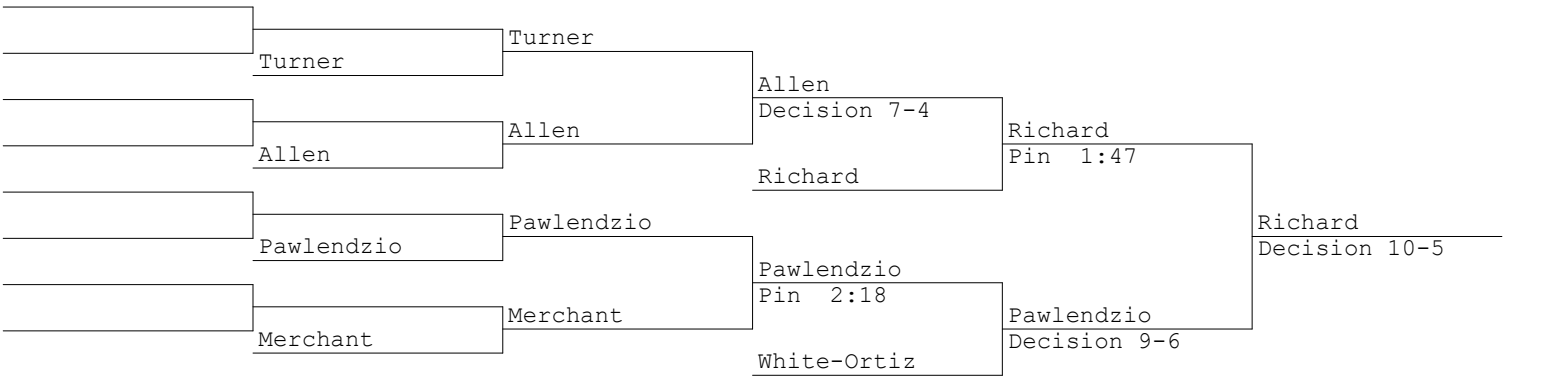 Turner
Turner
Allen
Decision 7-4
Allen
Richard
Allen
Pin 1:47
Richard
Pawlendzio
Richard
Pawlendzio
Decision 10-5
Pawlendzio
Pin 2:18
Merchant
Pawlendzio
Merchant
Decision 9-6
White-Ortiz